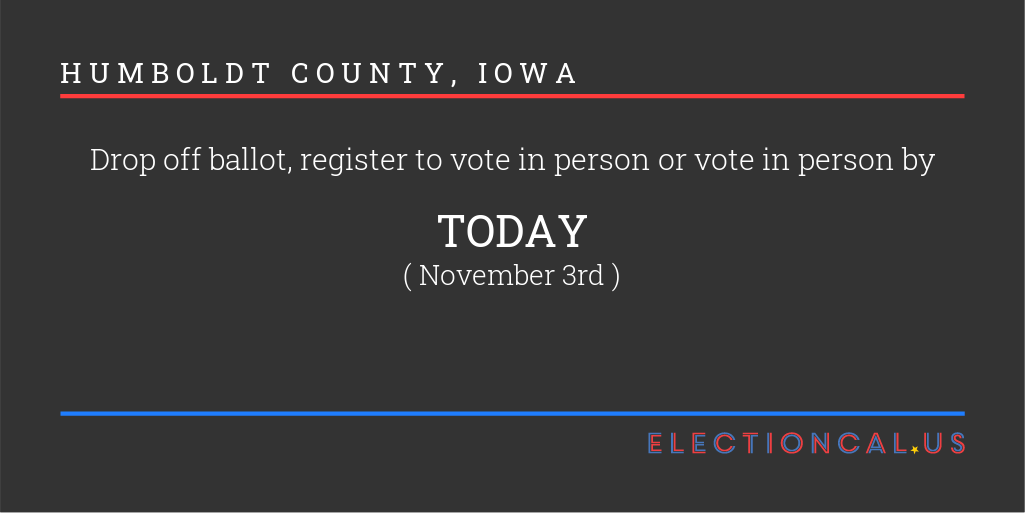 HUMBOLDT COUNTY, IOWA
Drop off ballot, register to vote in person or vote in person by
TODAY
( November 3rd )
ELECTIONCAL.US